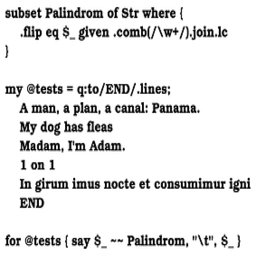 subset Palindrom of Str where {
.flip eq $_ given .comb(/\w+/).join.lc
}
my @tests = q:to/END/.lines;
A man, a plan, a canal: Panama.
My dog has fleas
Madam, I'm Adam.
1 on 1
In girum imus nocte et consumimur igni
END
for @tests { say $_ ~~ Palindrom, "\t", $_ }